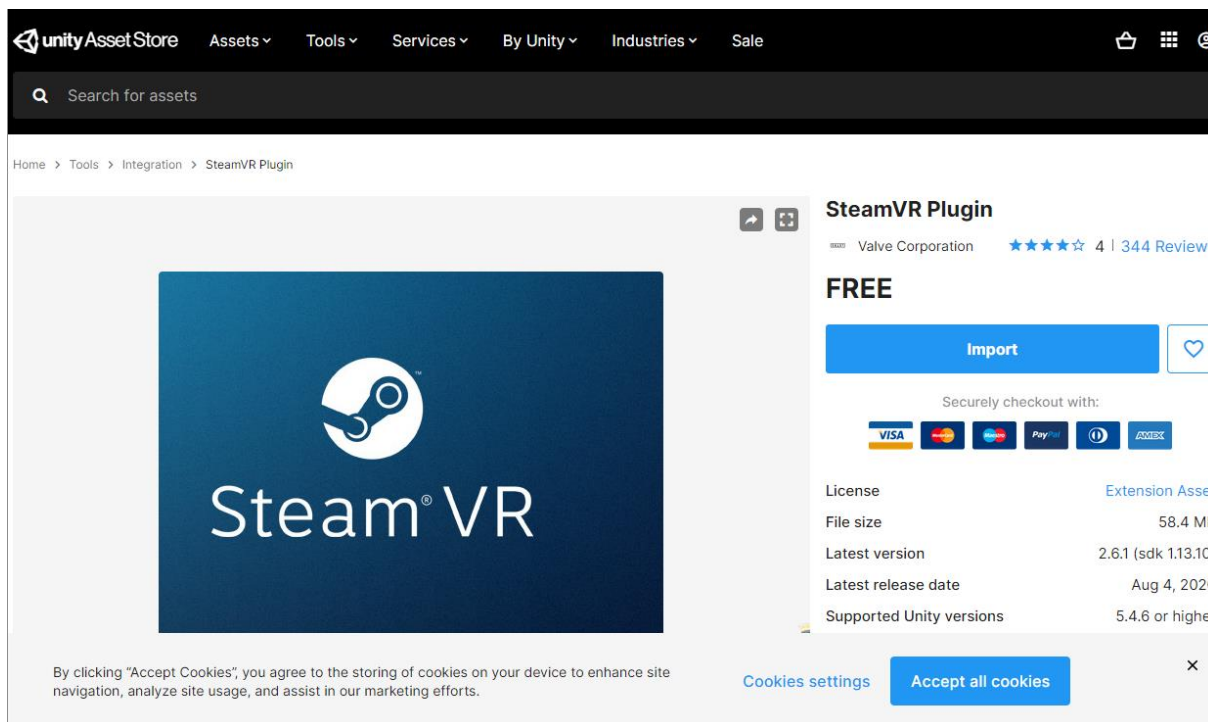 unity Asset Store Assets Tools Services By Unity Industries Sale
Search for assets
Home > Tools > Integration > SteamVR Plugin
SteamVR Plugin
Valve Corporation 4 | 344 Review
FREE
Import
Securely checkout with:
VISA PayPal AMEX
Steam® VR
™
License Extension Asse
File size 58.4 M
Latest version 2.6.1 (sdk 1.13.10
Latest release date Aug 4, 202
Supported Unity versions 5.4.6 or highe
By clicking “Accept Cookies”, you agree to the storing of cookies on your device to enhance site
navigation, analyze site usage, and assist in our marketing efforts.
Cookies settings
Accept all cookies